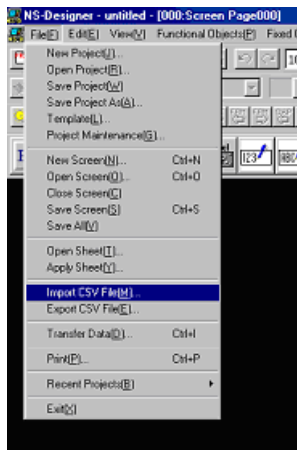 NS-Designer - untitled - [000:Screen Page000]
File[F] Edit[E] View[V] Functional Objects[P] Fixed
New Project[J]...
Open Project[R]...
Save Project[W]
Save Project As[A]...
Template[L]...
Project Maintenance[G]...
New Screen[N]... Ctrl+N
Open Screen[O]... Ctrl+O
Close Screen[C]
Save Screen[S] Ctrl+S
Save All[V]
Open Sheet[T]...
Apply Sheet[Y]...
Import CSV File[M]...
Export CSV File[E]...
Transfer Data[D]... Ctrl+I
Print[P]... Ctrl+P
Recent Projects[B]
Exit[X]
123
ABC